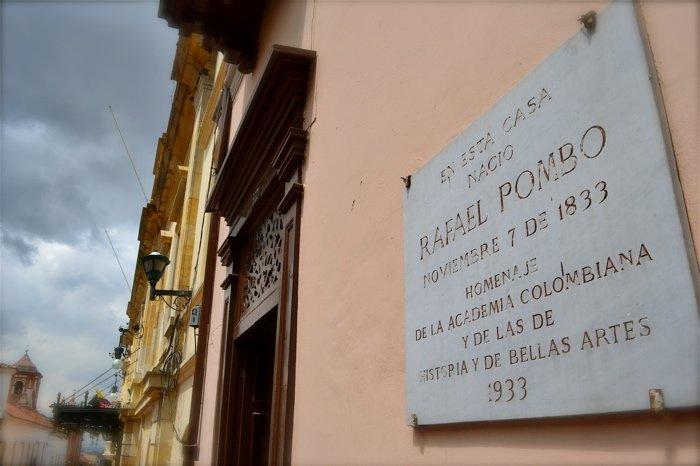 EN ESTA CASA
NACIO
RAFAEL POMBO
NOVIEMBRE 7 DE 1833
HOMENAJE
DE LA ACADEMIA COLOMBIANA
Y DE LAS DE
HISTORIA Y DE BELLAS ARTES
1933